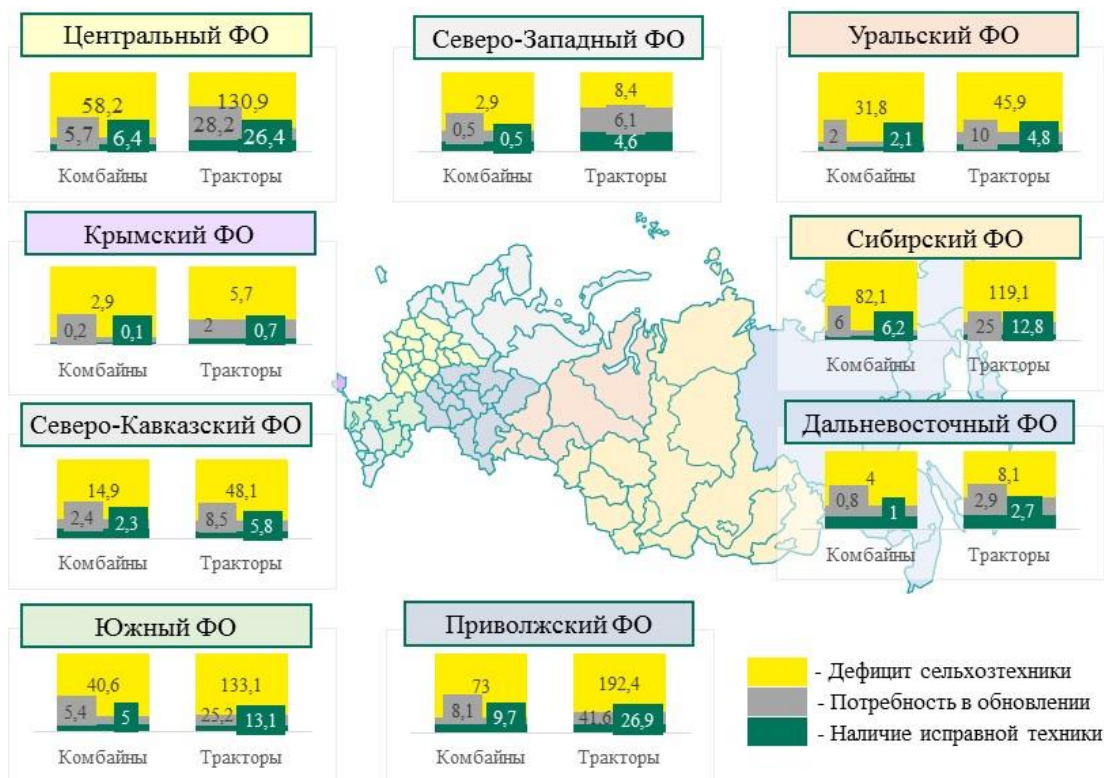 Центральный ФО
58,2
130,9
5,7
6,4
28,2
26,4
Комбайны
Тракторы
Северо-Западный ФО
2,9
8,4
0,5
0,5
6,1
4,6
Комбайны
Тракторы
Уральский ФО
31,8
45,9
2
2,1
10
4,8
Комбайны
Тракторы
Крымский ФО
2,9
5,7
0,2
0,1
2
0,7
Комбайны
Тракторы
Сибирский ФО
82,1
119,1
6
6,2
25
12,8
Комбайны
Тракторы
Северо-Кавказский ФО
14,9
48,1
2,4
2,3
8,5
5,8
Комбайны
Тракторы
Дальневосточный ФО
4
8,1
0,8
1
2,9
2,7
Комбайны
Тракторы
Южный ФО
40,6
133,1
5,4
5
25,2
13,1
Комбайны
Тракторы
Приволжский ФО
73
192,4
8,1
9,7
41,6
26,9
Комбайны
Тракторы
- Дефицит сельхозтехники
- Потребность в обновлении
- Наличие исправной техники